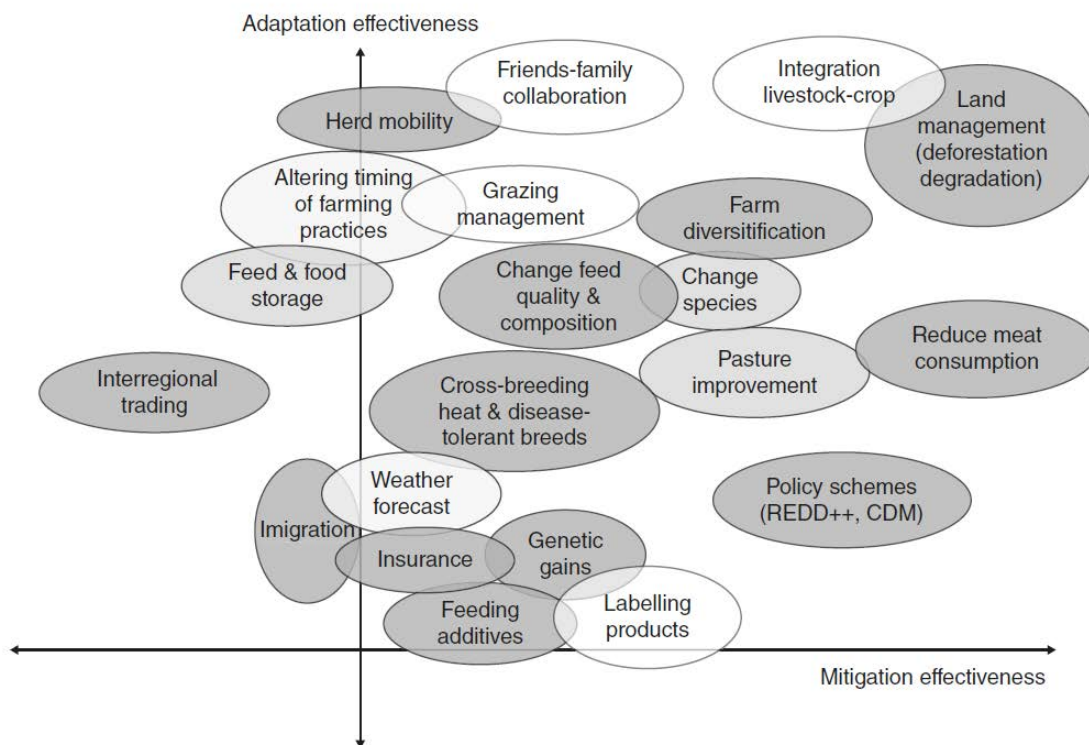 Adaptation effectiveness
Friends-family
collaboration
Integration
livestock-crop
Land
management
(deforestation
degradation)
Herd mobility
Altering timing
of farming
practices
Grazing
management
Farm
diversitification
Feed & food
storage
Change feed
quality &
composition
Change
species
Reduce meat
consumption
Interregional
trading
Cross-breeding
heat & disease-
tolerant breeds
Pasture
improvement
Weather
forecast
Policy schemes
(REDD++, CDM)
Imigration
Insurance
Genetic
gains
Feeding
additives
Labelling
products
Mitigation effectiveness